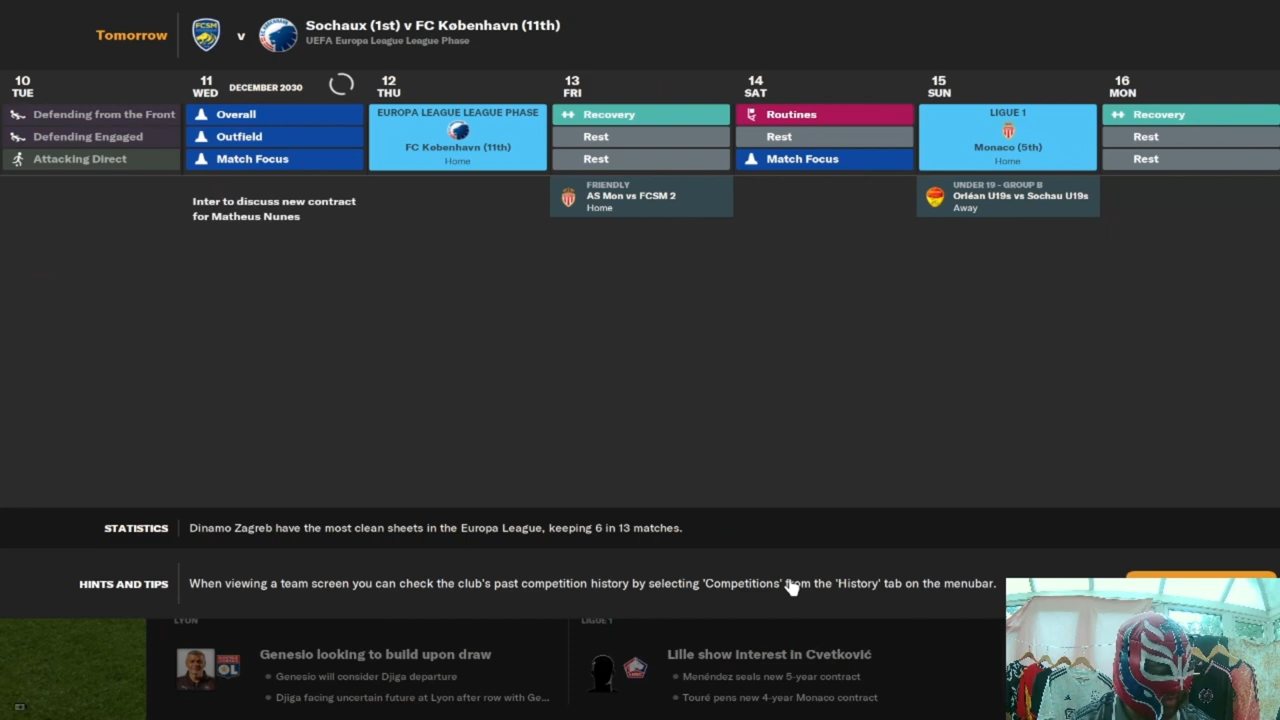 Tomorrow
v
Sochaux (1st) v FC København (11th)
UEFA Europa League League Phase
10
TUE
11
WED
DECEMBER 2030
12
THU
13
FRI
14
SAT
15
SUN
16
MON
Defending from the Front
Defending Engaged
Attacking Direct
Overall
Outfield
Match Focus
EUROPA LEAGUE LEAGUE PHASE
FC København (11th)
Home
Recovery
Rest
Rest
Routines
Rest
Match Focus
LIGUE 1
Monaco (5th)
Home
Recovery
Rest
Rest
Inter to discuss new contract
for Matheus Nunes
FRIENDLY
AS Mon vs FCSM 2
Home
UNDER 19 - GROUP B
Orléan U19s vs Sochau U19s
Away
STATISTICS
Dinamo Zagreb have the most clean sheets in the Europa League, keeping 6 in 13 matches.
HINTS AND TIPS
When viewing a team screen you can check the club's past competition history by selecting 'Competitions' from the 'History' tab on the menubar.
LYON
Genesio looking to build upon draw
Genesio will consider Djiga departure
Djiga facing uncertain future at Lyon after row with Ge...
LIGUE 1
Lille show interest in Cvetković
Menéndez seals new 5-year contract
Touré pens new 4-year Monaco contract